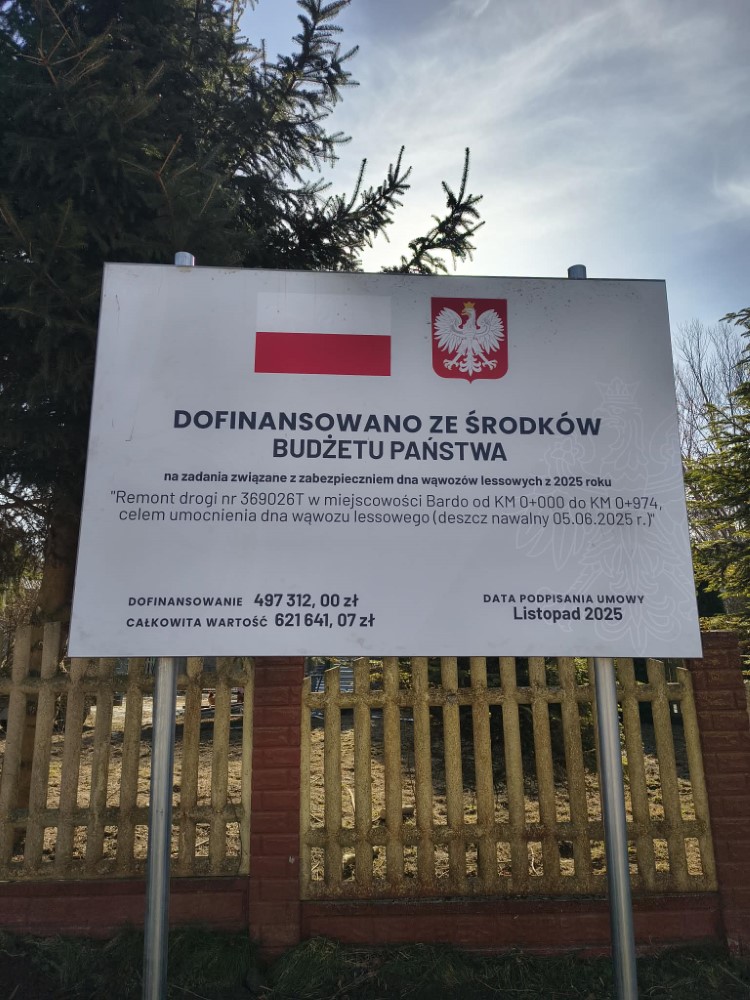 DOFINANSOWANO ZE ŚRODKÓW
BUDŻETU PAŃSTWA
na zadania związane z zabezpieczniem dna wąwozów lessowych z 2025 roku
"Remont drogi nr 369026T w miejscowości Bardo od KM 0+000 do KM 0+974,
celem umocnienia dna wąwozu lessowego (deszcz nawalny 05.06.2025 r.)"
DOFINANSOWANIE 497 312, 00 zł
CAŁKOWITA WARTOŚĆ 621 641, 07 zł
DATA PODPISANIA UMOWY
Listopad 2025